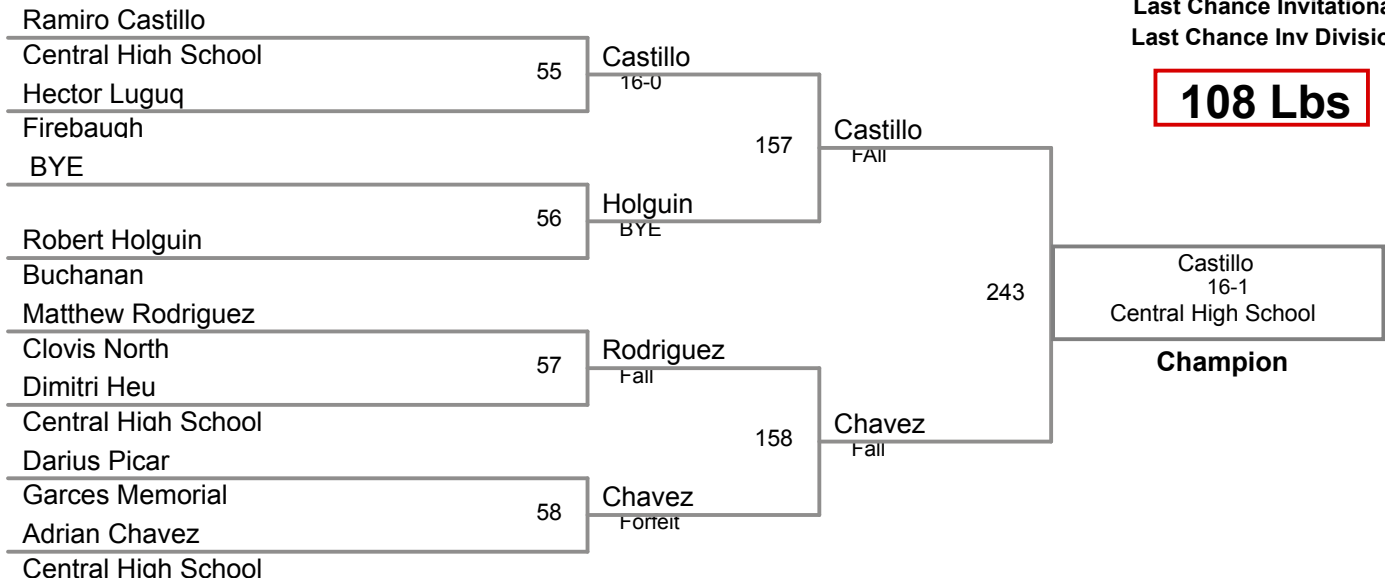 Last Chance Invitational
Last Chance Inv Divisio
108 Lbs
Ramiro Castillo
Central High School
Hector Luguq
Firebaugh
BYE
Robert Holguin
Buchanan
Matthew Rodriguez
Clovis North
Dimitri Heu
Central High School
Darius Picar
Garces Memorial
Adrian Chavez
Central High School
55
56
57
58
Castillo
16-0
Holguin
BYE
Rodriguez
Fall
Chavez
Forfeit
157
158
Castillo
FAll
Chavez
Fall
243
Castillo
16-1
Central High School
Champion